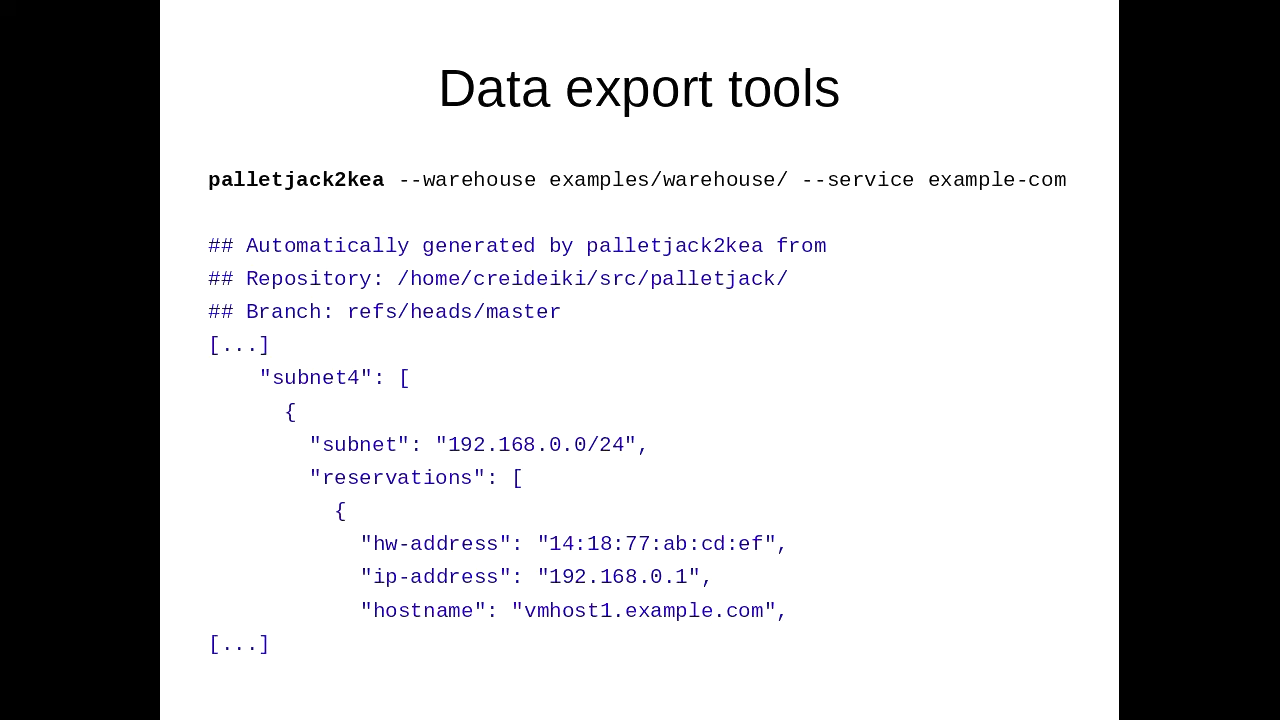 Data export tools
palletjack2kea --warehouse examples/warehouse/ --service example-com
## Automatically generated by palletjack2kea from
## Repository: /home/creideiki/src/palletjack/
## Branch: refs/heads/master
[...]
    "subnet4": [
      {
        "subnet": "192.168.0.0/24",
        "reservations": [
          {
            "hw-address": "14:18:77:ab:cd:ef",
            "ip-address": "192.168.0.1",
            "hostname": "vmhost1.example.com",
[...]